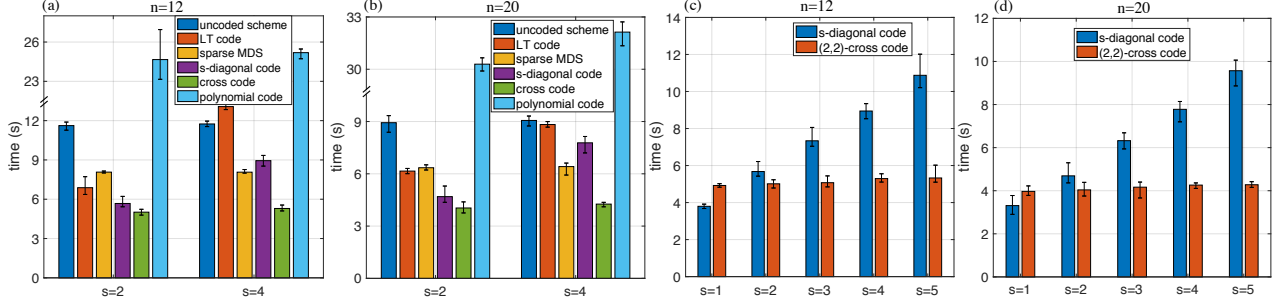 (a)
n=12
uncoded scheme
LT code
sparse MDS
s-diagonal code
cross code
polynomial code
time (s)
26
23
12
9
6
3
0
s=2
s=4
(b)
n=20
uncoded scheme
LT code
sparse MDS
s-diagonal code
cross code
polynomial code
time (s)
33
30
9
6
3
0
s=2
s=4
(c)
n=12
s-diagonal code
(2,2)-cross code
time (s)
14
12
10
8
6
4
2
0
s=1
s=2
s=3
s=4
s=5
(d)
n=20
s-diagonal code
(2,2)-cross code
time (s)
12
10
8
6
4
2
0
s=1
s=2
s=3
s=4
s=5